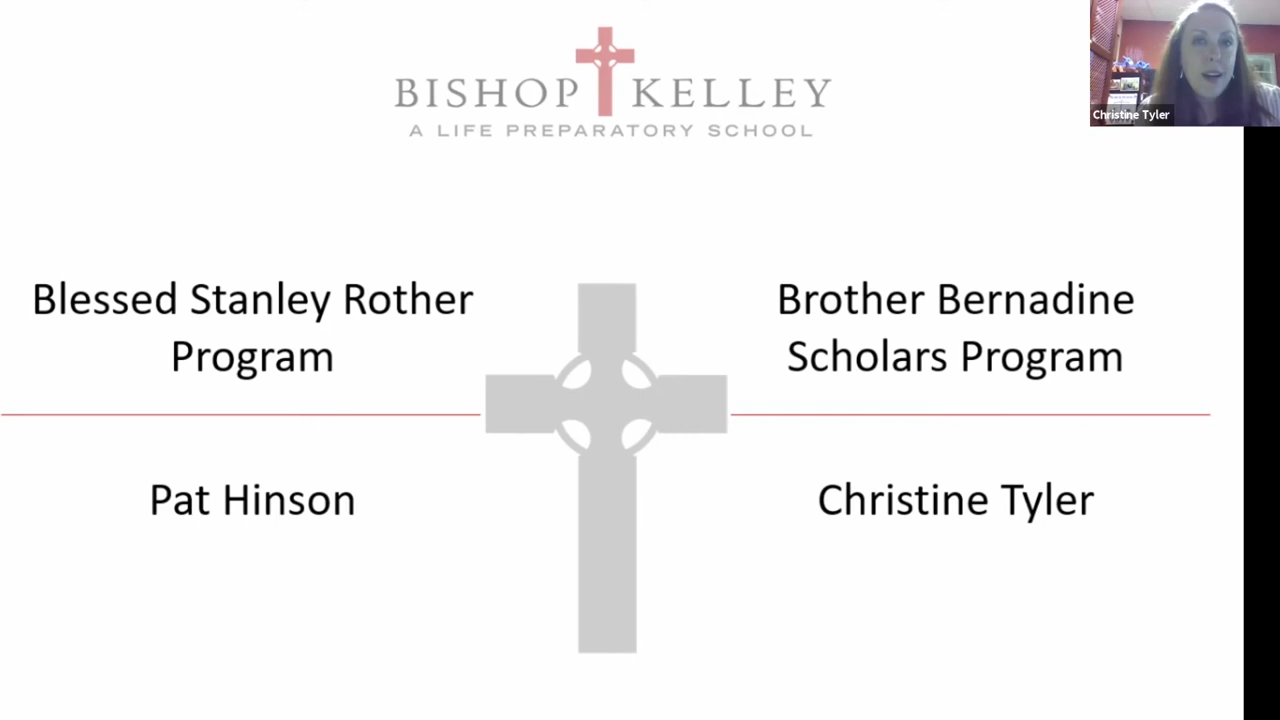 BISHOP KELLEY
A LIFE PREPARATORY SCHOOL
Christine Tyler
Blessed Stanley Rother
Program
Brother Bernadine
Scholars Program
Pat Hinson
Christine Tyler